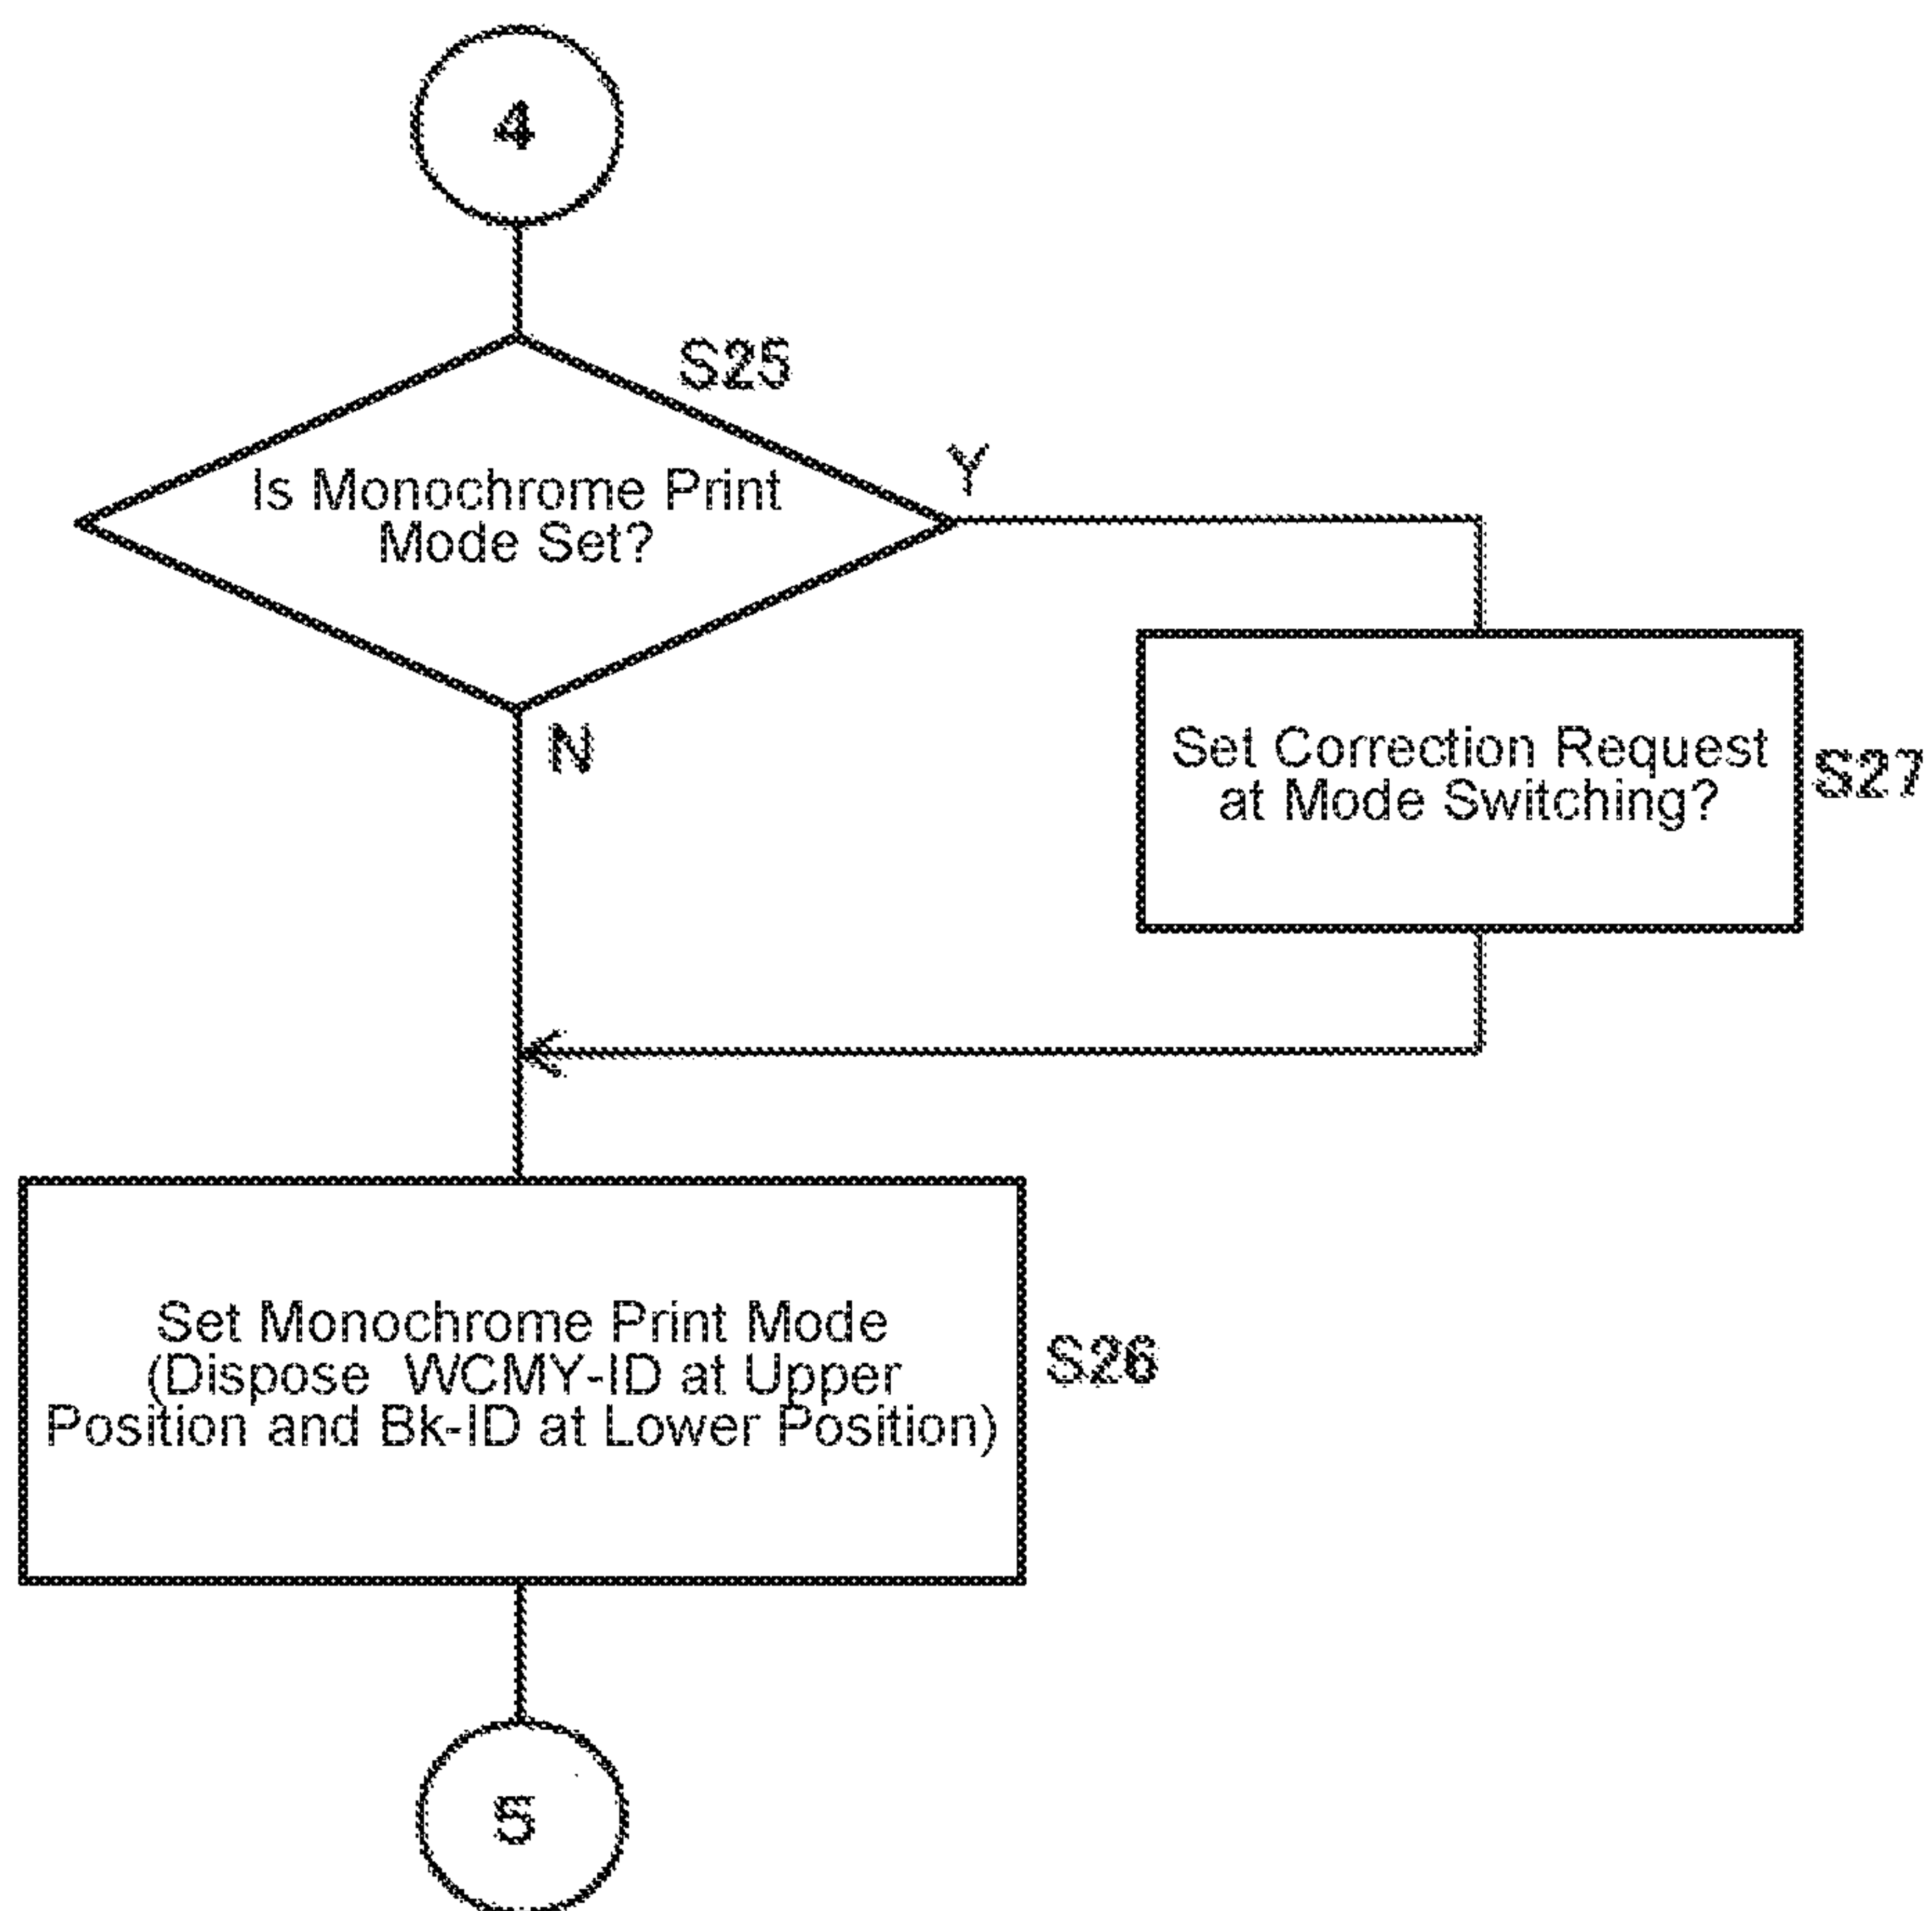 4
S25
Is Monochrome Print
Mode Set?
Y
N
Set Correction Request
at Mode Switching?
S27
Set Monochrome Print Mode
(Dispose WCMY-ID at Upper
Position and Bk-ID at Lower Position)
S26
5